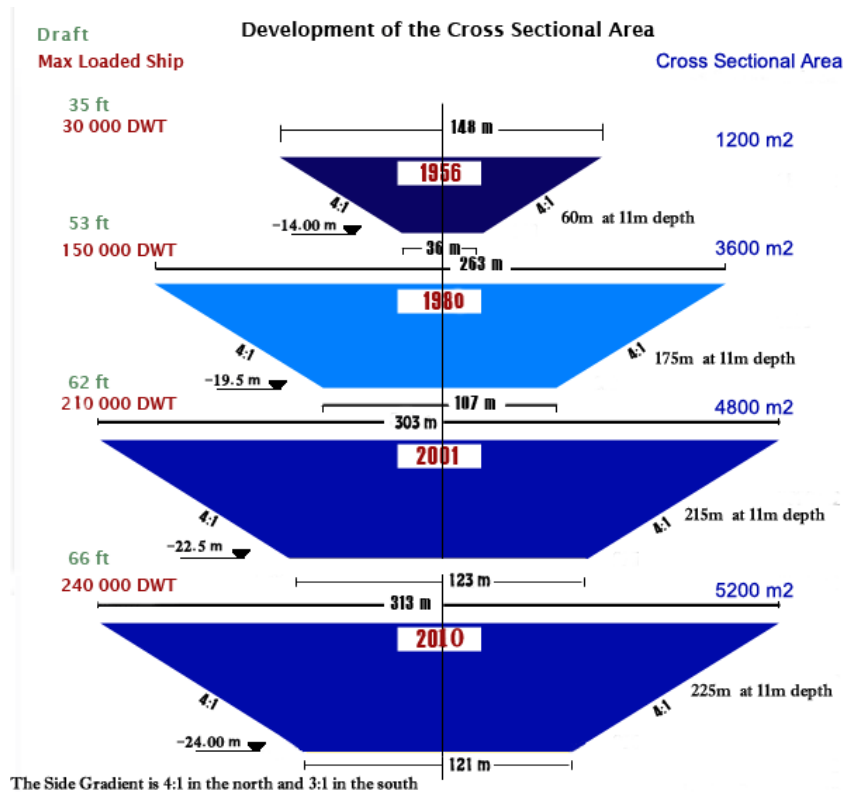 Development of the Cross Sectional Area
Draft
Max Loaded Ship
Cross Sectional Area
35 ft
30 000 DWT
148 m
1200 m2
1956
4:1
4:1
-14.00 m
60m at 11m depth
36 m
53 ft
150 000 DWT
3600 m2
263 m
1980
4:1
4:1
175m at 11m depth
-19.5 m
107 m
62 ft
210 000 DWT
4800 m2
303 m
2001
4:1
4:1
215m at 11m depth
-22.5 m
123 m
66 ft
240 000 DWT
5200 m2
313 m
2010
4:1
4:1
225m at 11m depth
-24.00 m
121 m
The Side Gradient is 4:1 in the north and 3:1 in the south